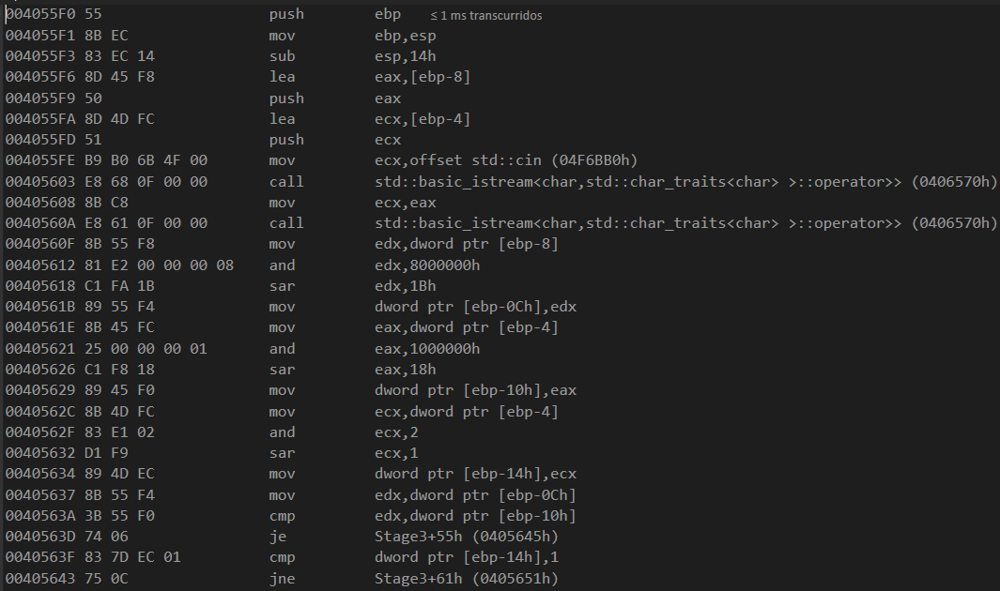 004055F0 55 push ebp ≤ 1 ms transcurridos
004055F1 8B EC mov ebp,esp
004055F3 83 EC 14 sub esp,14h
004055F6 8D 45 F8 lea eax,[ebp-8]
004055F9 50 push eax
004055FA 8D 4D FC lea ecx,[ebp-4]
004055FD 51 push ecx
004055FE B9 B0 6B 4F 00 mov ecx,offset std::cin (04F6BB0h)
00405603 E8 68 0F 00 00 call std::basic_istream<char,std::char_traits<char> >::operator>> (0406570h)
00405608 8B C8 mov ecx,eax
0040560A E8 61 0F 00 00 call std::basic_istream<char,std::char_traits<char> >::operator>> (0406570h)
0040560F 8B 55 F8 mov edx,dword ptr [ebp-8]
00405612 81 E2 00 00 00 08 and edx,8000000h
00405618 C1 FA 1B sar edx,1Bh
0040561B 89 55 F4 mov dword ptr [ebp-0Ch],edx
0040561E 8B 45 FC mov eax,dword ptr [ebp-4]
00405621 25 00 00 00 01 and eax,1000000h
00405626 C1 F8 18 sar eax,18h
00405629 89 45 F0 mov dword ptr [ebp-10h],eax
0040562C 8B 4D FC mov ecx,dword ptr [ebp-4]
0040562F 83 E1 02 and ecx,2
00405632 D1 F9 sar ecx,1
00405634 89 4D EC mov dword ptr [ebp-14h],ecx
00405637 8B 55 F4 mov edx,dword ptr [ebp-0Ch]
0040563A 3B 55 F0 cmp edx,dword ptr [ebp-10h]
0040563D 74 06 je Stage3+55h (0405645h)
0040563F 83 7D EC 01 cmp dword ptr [ebp-14h],1
00405643 75 0C jne Stage3+61h (0405651h)